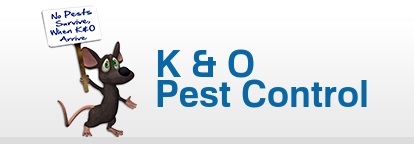 No Pests
Survive,
When K&O
Arrive
K & O
Pest Control